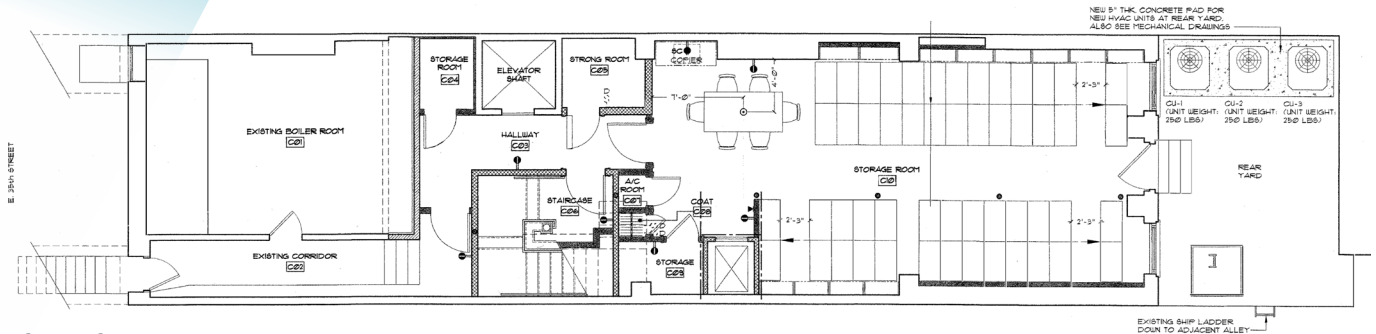 NEW 5" THK. CONCRETE PAD FOR
NEW HVAC UNITS AT REAR YARD.
ALSO SEE MECHANICAL DRAWINGS
STORAGE
ROOM
C04
ELEVATOR
SHAFT
STRONG ROOM
C05
COPIER
7'-0"
4'-0"
2'-3"
CU-1
(UNIT WEIGHT:
250 LBS)
CU-2
(UNIT WEIGHT:
250 LBS)
CU-3
(UNIT WEIGHT:
250 LBS)
EXISTING BOILER ROOM
C01
HALLWAY
C03
E. 35th STREET
STORAGE ROOM
C10
REAR
YARD
A/C
ROOM
C07
STAIRCASE
C06
COAT
C08
2'-3"
2'-3"
EXISTING CORRIDOR
C02
STORAGE
C09
EXISTING SHIP LADDER
DOWN TO ADJACENT ALLEY